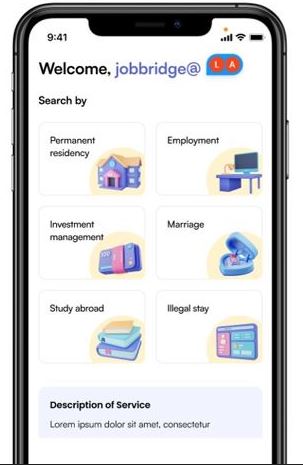 9:41
Welcome, jobbridge@ L A
Search by
Permanent
residency
Employment
Investment
management
100
Marriage
Study abroad
Illegal stay
Description of Service
Lorem ipsum dolor sit amet, consectetur